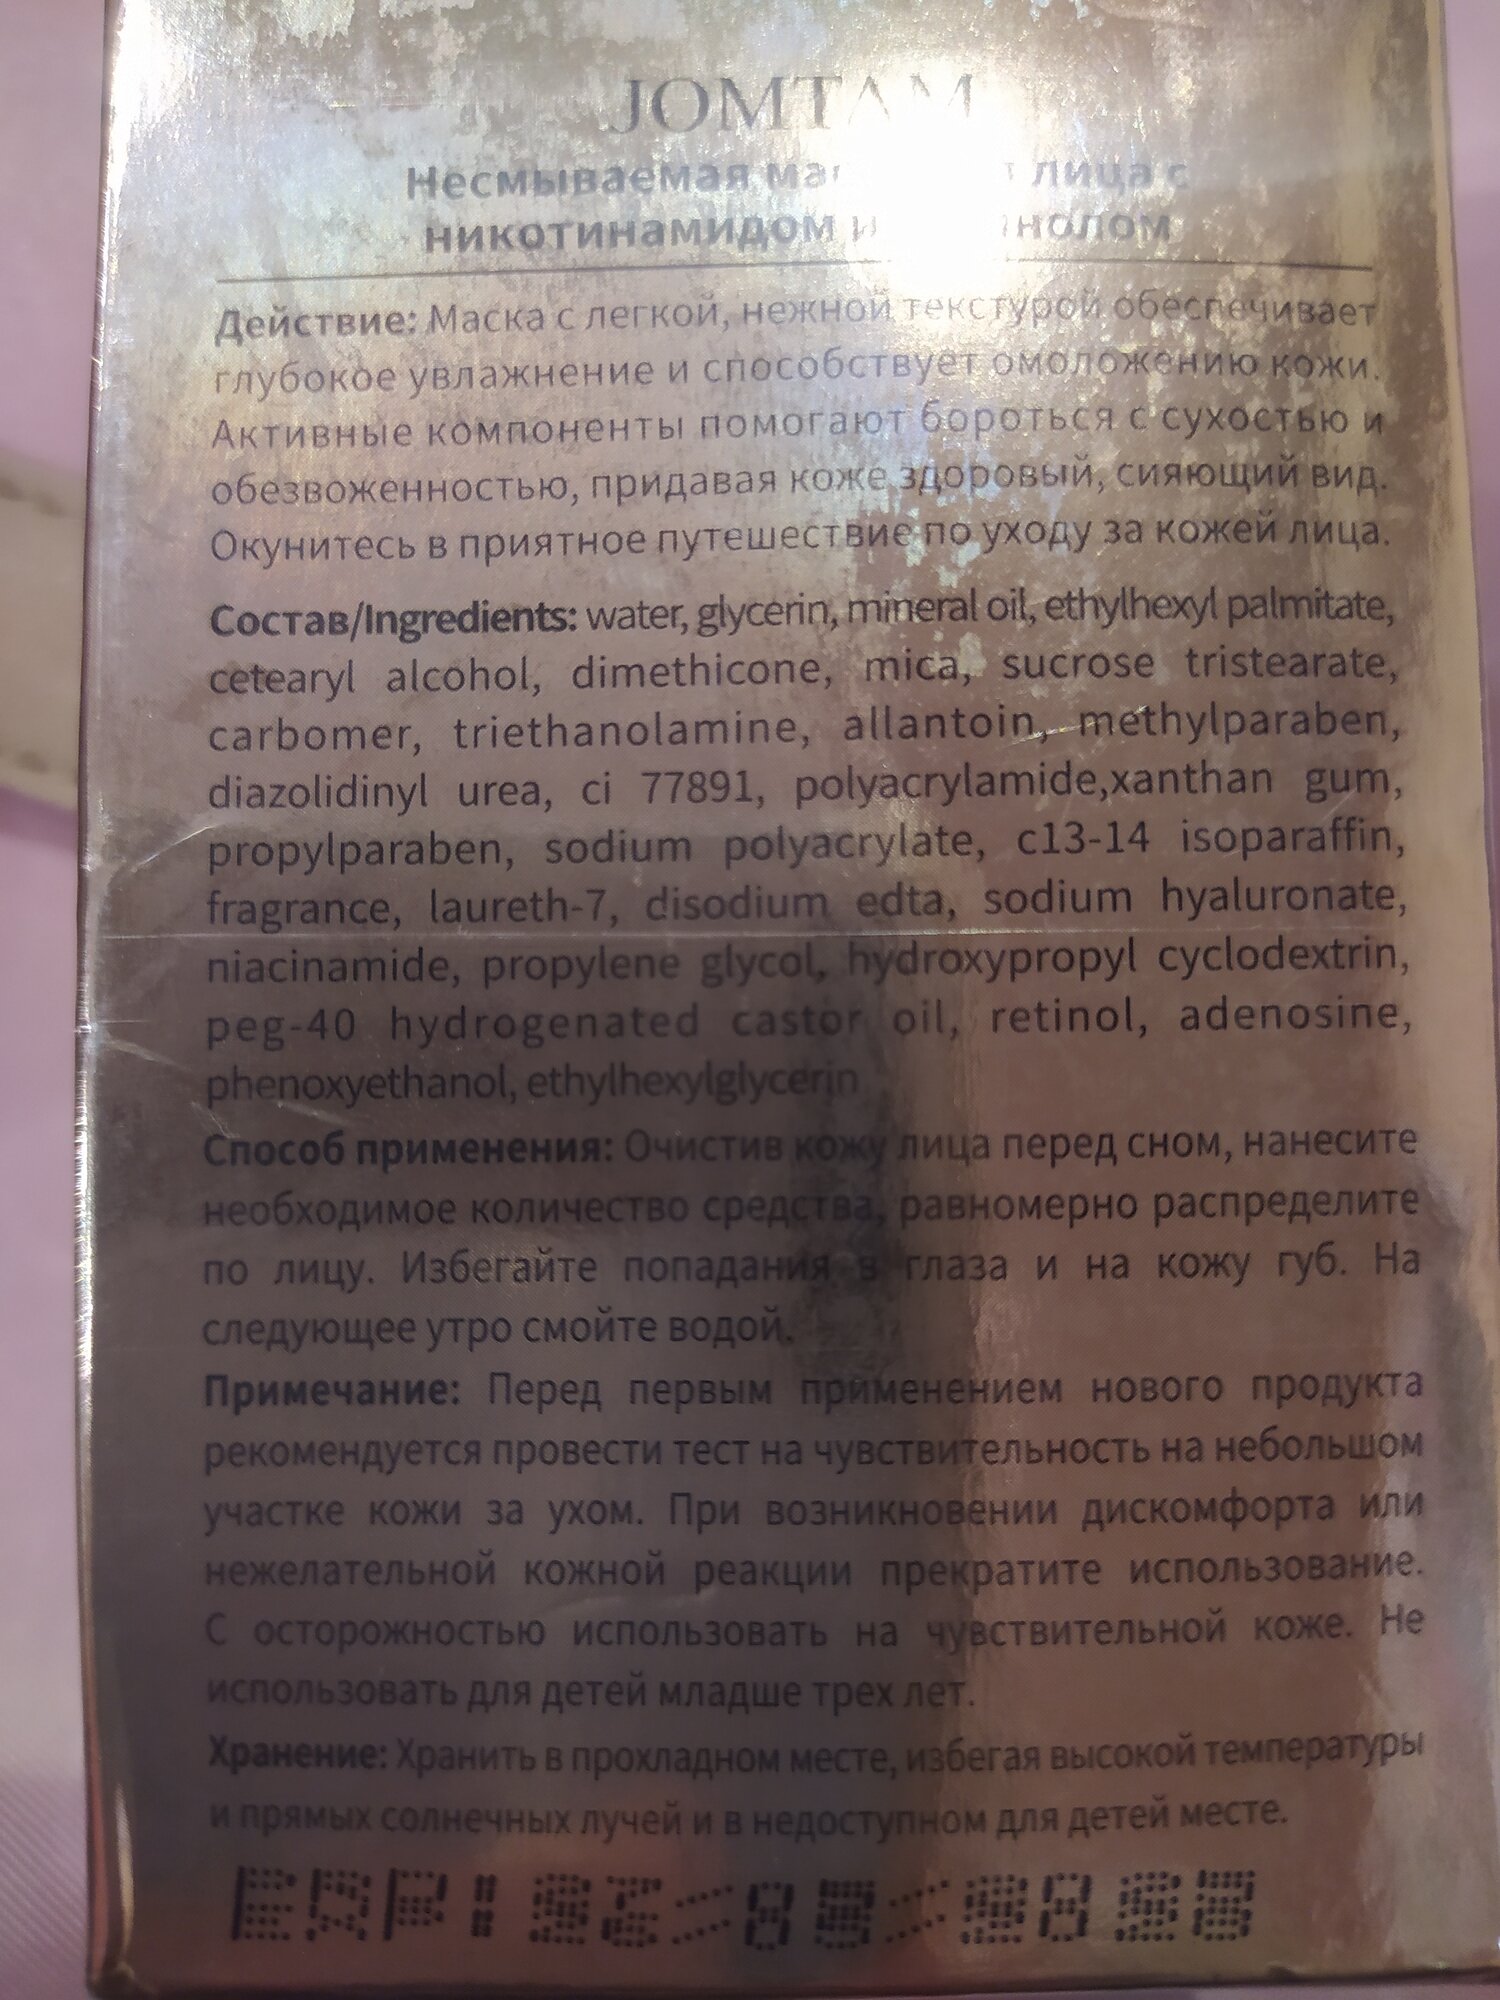 JOMTAM
Несмываемая лица с
никотинамидом и
Действие: Маска с легкой, нежной текстурой обеспечивает
глубокое увлажнение и способствует омоложению кожи.
Активные компоненты помогают бороться с сухостью и
обезвоженностью, придавая коже здоровый, сияющий вид.
Окунитесь в приятное путешествие по уходу за кожей лица.
Состав/Ingredients: water, glycerin, mineral oil, ethylhexyl palmitate,
cetearyl alcohol, dimethicone, mica, sucrose tristearate,
carbomer, triethanolamine, allantoin, methylparaben,
diazolidinyl urea, ci 77891, polyacrylamide,xanthan gum,
propylparaben, sodium polyacrylate, c13-14 isoparaffin,
fragrance, laureth-7, disodium edta, sodium hyaluronate,
niacinamide, propylene glycol, hydroxypropyl cyclodextrin,
peg-40 hydrogenated castor oil, retinol, adenosine,
phenoxyethanol, ethylhexylglycerin
Способ применения: Очистив кожу лица перед сном, нанесите
необходимое количество средства, равномерно распределите
по лицу. Избегайте попадания в глаза и на кожу губ. На
следующее утро смойте водой.
Примечание: Перед первым применением нового продукта
рекомендуется провести тест на чувствительность на небольшом
участке кожи за ухом. При возникновении дискомфорта или
нежелательной кожной реакции прекратите использование.
С осторожностью использовать на чувствительной коже. Не
использовать для детей младше трех лет.
Хранение: Хранить в прохладном месте, избегая высокой температуры
и прямых солнечных лучей и в недоступном для детей месте.